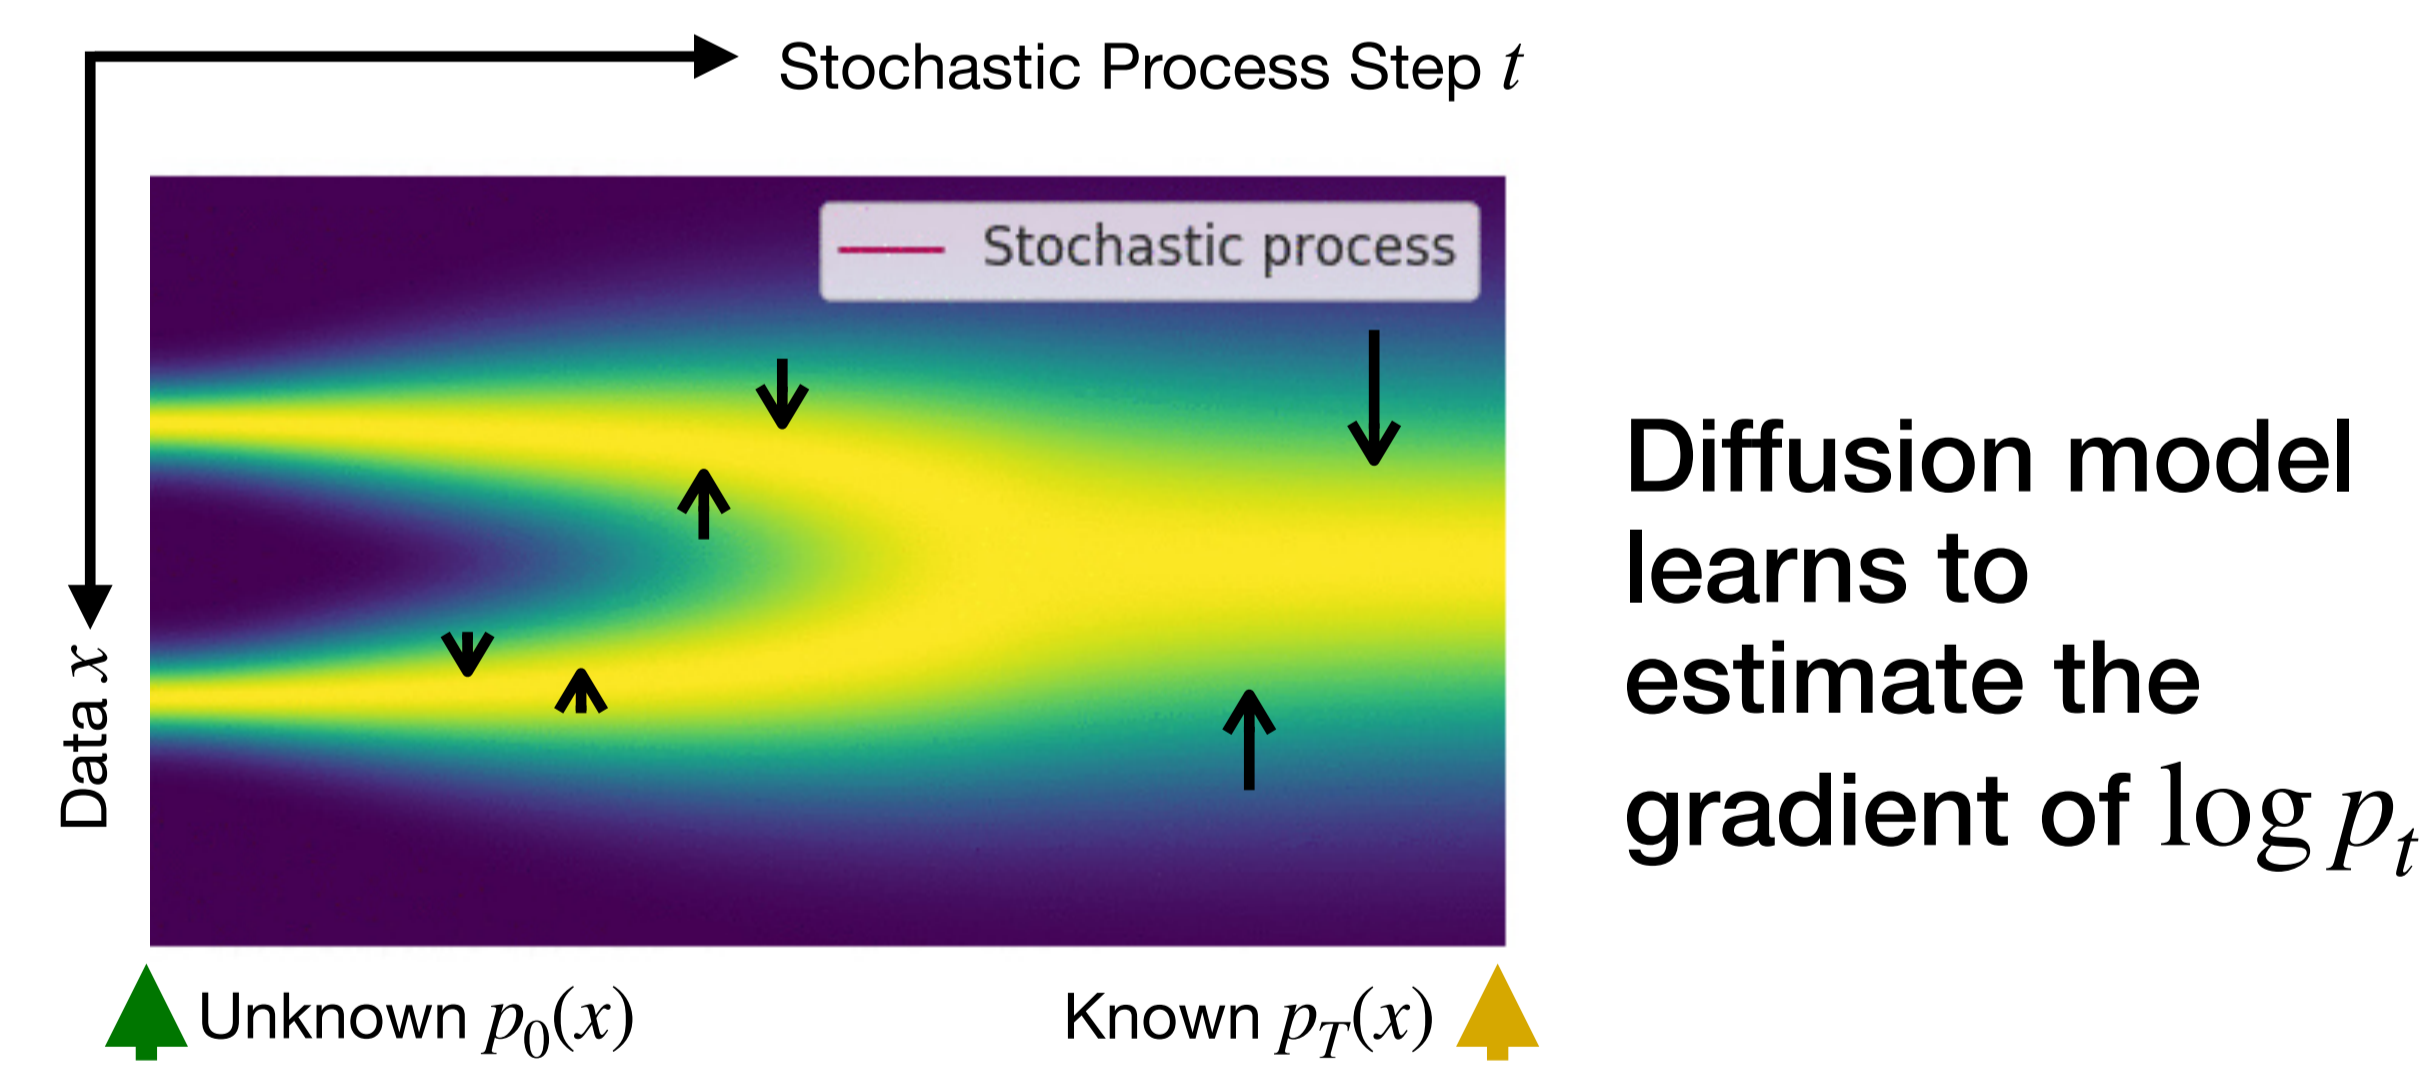 Stochastic Process Step t
Stochastic process
Data x
Diffusion model
learns to
estimate the
gradient of log pₜ
Unknown p₀(x)
Known p_T(x)